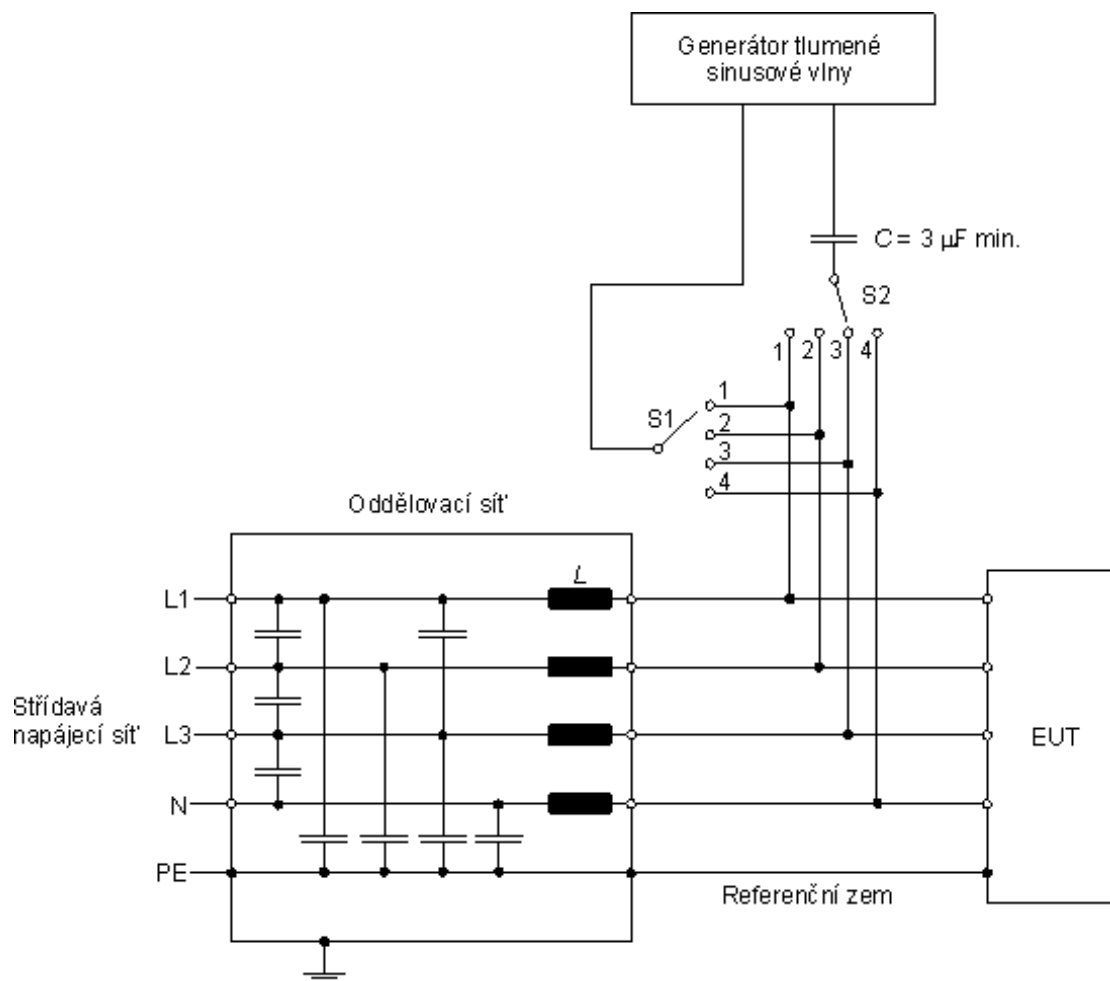 Generátor tlumené
sinusové vlny
C = 3 μF min.
S2
1 2 3 4
S1
1
2
3
4
Oddělovací síť
L
L1
L2
Střídavá
napájecí síť
L3
N
PE
EUT
Referenční zem